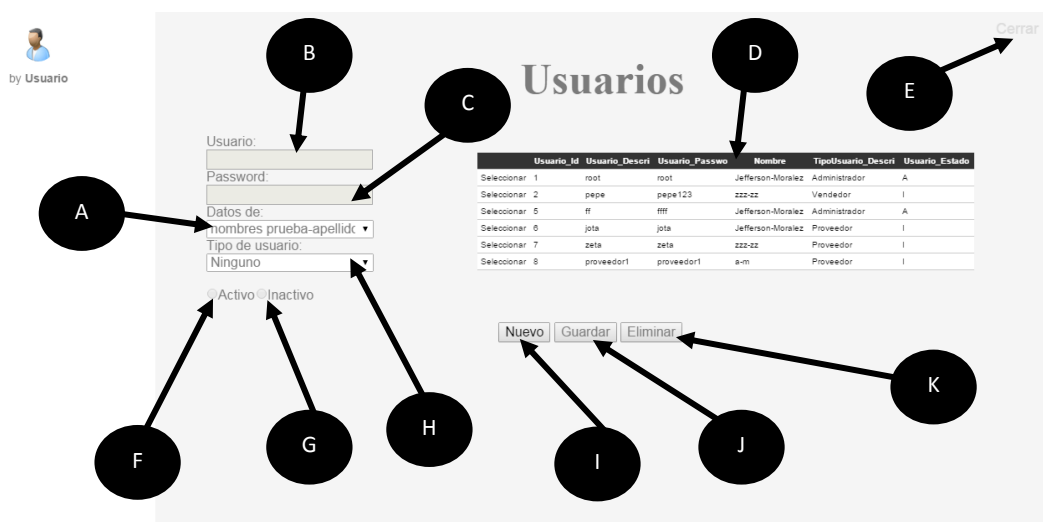 Cerrar
by Usuario
Usuarios
A
B
C
D
E
Usuario:
Password:
Datos de:
nombres prueba-apellidc
Tipo de usuario:
Ninguno
Activo Inactivo
Usuario_Id Usuario_Descri Usuario_Passwo Nombre TipoUsuario_Descri Usuario_Estado
Seleccionar 1 root root Jefferson-Moralez Administrador A
Seleccionar 2 pepe pepe123 zzz-zz Vendedor I
Seleccionar 5 ff ffff Jefferson-Moralez Administrador A
Seleccionar 6 jota jota Jefferson-Moralez Proveedor I
Seleccionar 7 zeta zeta zzz-zz Proveedor I
Seleccionar 8 proveedor1 proveedor1 a-m Proveedor I
Nuevo Guardar Eliminar
F
G
H
I
J
K